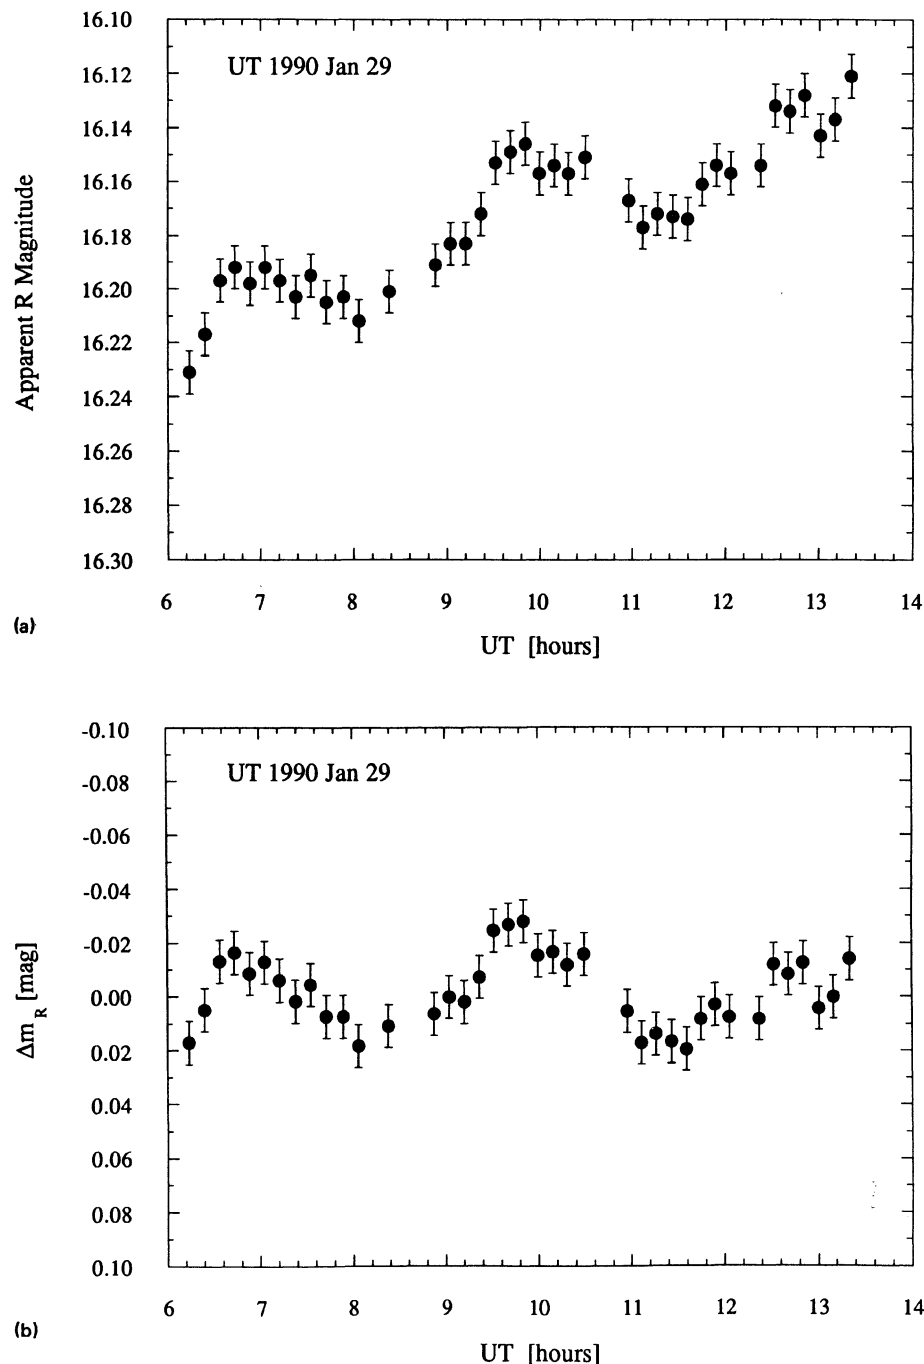 16.10
UT 1990 Jan 29
16.12
16.14
16.16
16.18
16.20
16.22
16.24
16.26
16.28
16.30
Apparent R Magnitude
6 7 8 9 10 11 12 13 14
(a)
UT [hours]
-0.10
UT 1990 Jan 29
-0.08
-0.06
-0.04
-0.02
0.00
0.02
0.04
0.06
0.08
0.10
Δm_R [mag]
6 7 8 9 10 11 12 13 14
(b)
UT [hours]